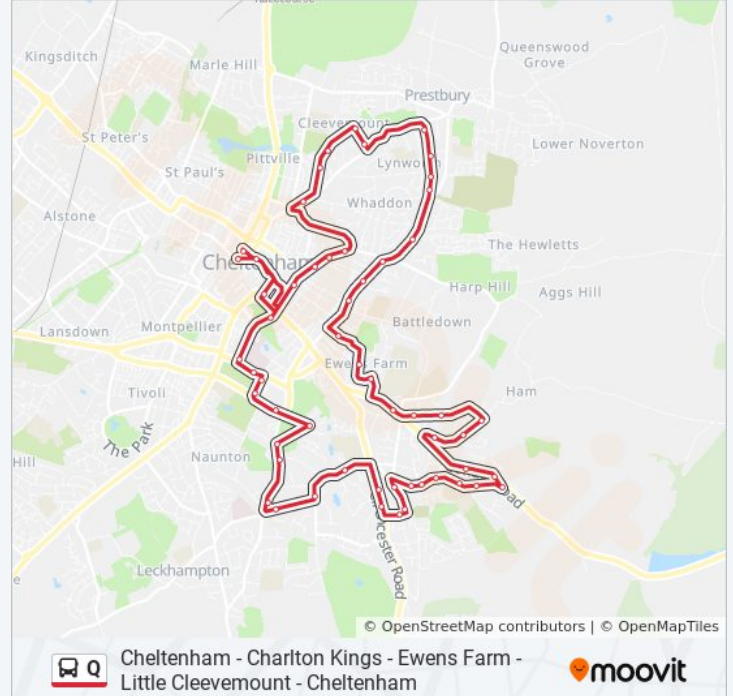 Kingsditch
Marle Hill
Queenswood
Grove
Prestbury
St Peter's
Cleevemount
Lower Noverton
Pittville
Lynworth
St Paul's
Whaddon
Alstone
The Hewletts
Cheltenham
Harp Hill
Aggs Hill
Lansdown
Montpellier
Battledown
Ewens Farm
Tivoli
Ham
The Park
Naunton
Hill
Road
Leckhampton
© OpenStreetMap contributors | © OpenMapTiles
Q
Cheltenham - Charlton Kings - Ewens Farm -
Little Cleevemount - Cheltenham
moovit